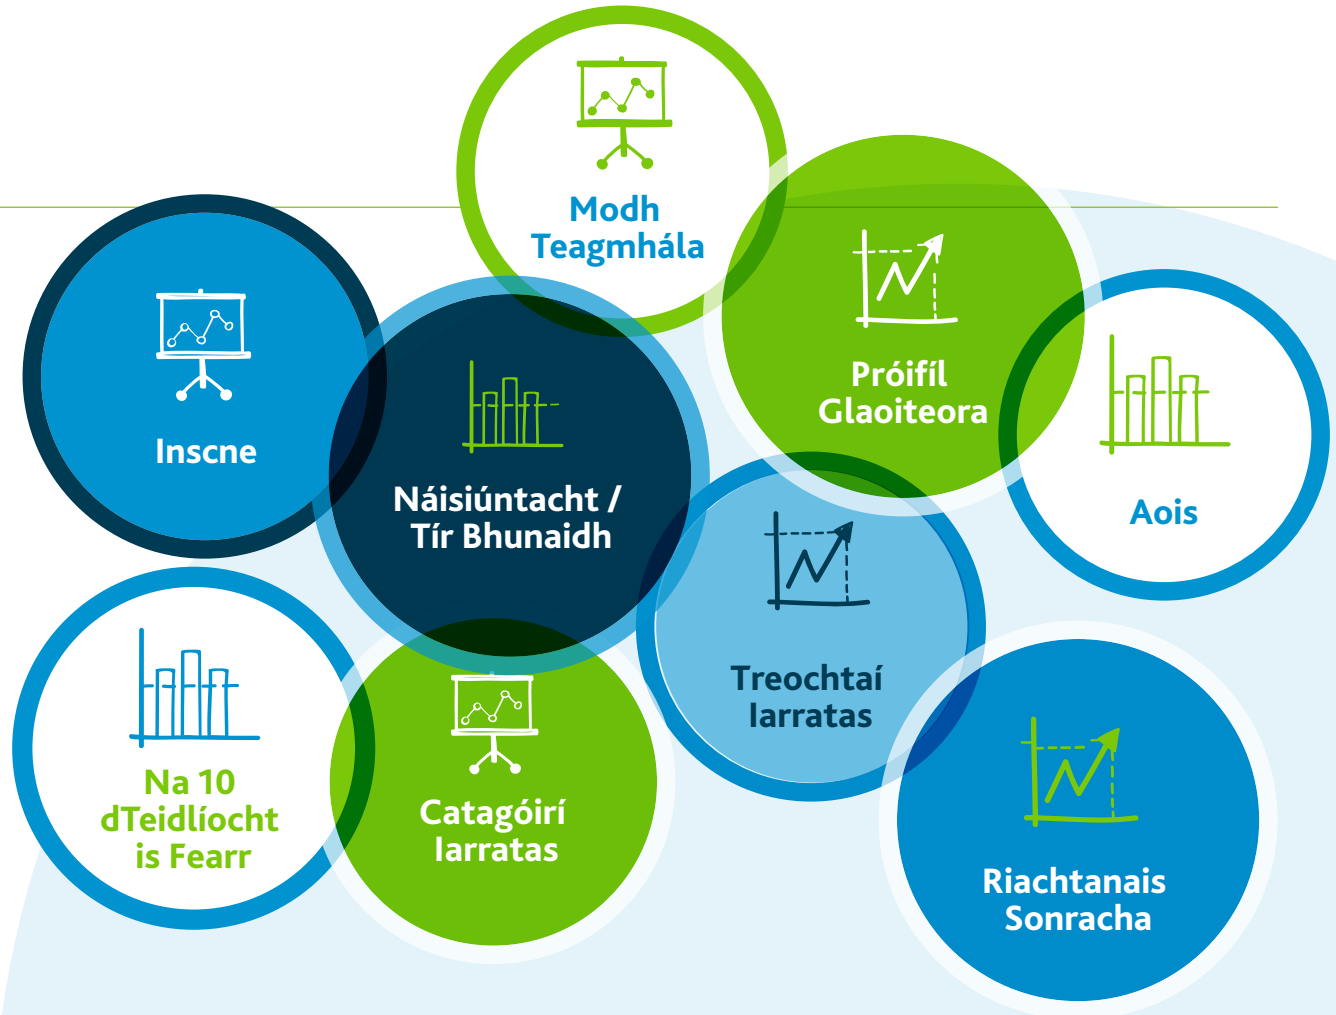 Modh
Teagmhála
Próifíl
Glaoiteora
Inscne
Náisiúntacht /
Tír Bhunaidh
Aois
Treochtaí
Iarratas
Na 10
dTeidlíocht
is Fearr
Catagóirí
Iarratas
Riachtanais
Sonracha